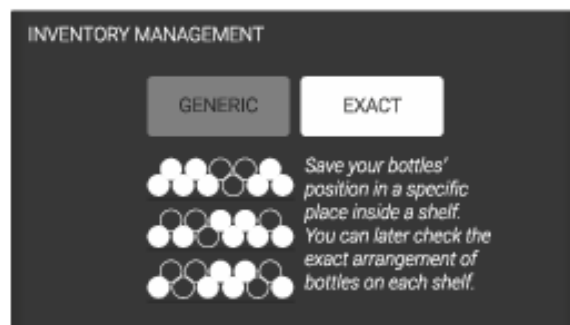 INVENTORY MANAGEMENT
GENERIC
EXACT
Save your bottles'
position in a specific
place inside a shelf.
You can later check the
exact arrangement of
bottles on each shelf.